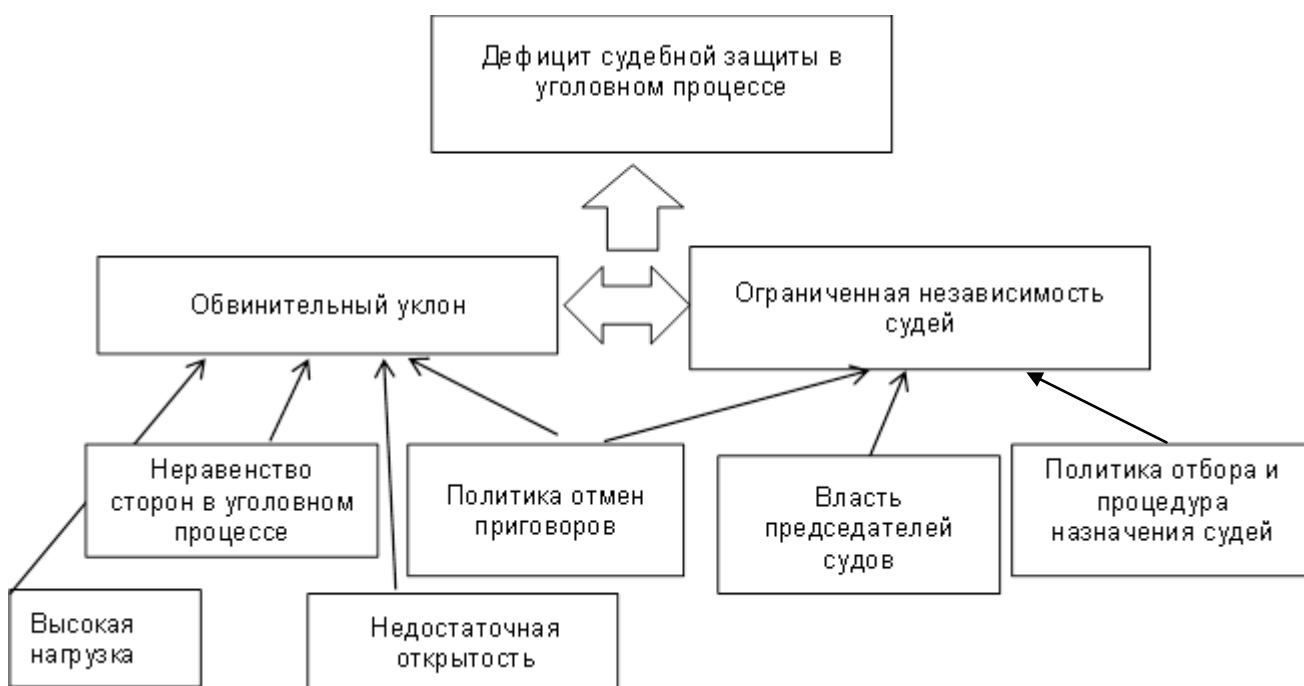 Дефицит судебной защиты в
уголовном процессе
Обвинительный уклон
Ограниченная независимость
судей
Неравенство
сторон в уголовном
процессе
Политика отмен
приговоров
Власть
председателей
судов
Политика отбора и
процедура
назначения судей
Высокая
нагрузка
Недостаточная
открытость